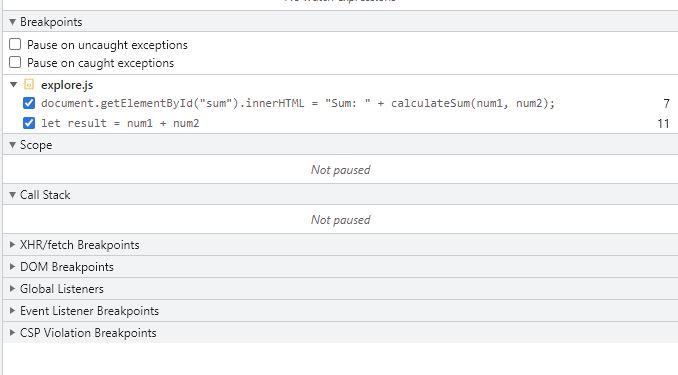 No watch expressions
Breakpoints
Pause on uncaught exceptions
Pause on caught exceptions
explore.js
document.getElementById("sum").innerHTML = "Sum: " + calculateSum(num1, num2); 7
let result = num1 + num2 11
Scope
Not paused
Call Stack
Not paused
XHR/fetch Breakpoints
DOM Breakpoints
Global Listeners
Event Listener Breakpoints
CSP Violation Breakpoints